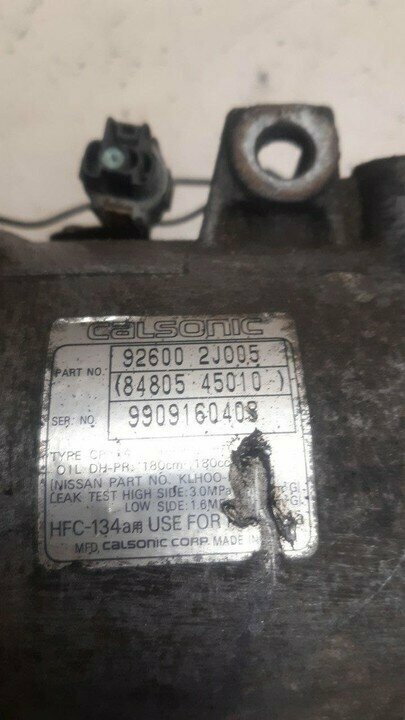 calsonic
PART NO. 92600 2J005
(84805 45010)
SER. NO. 990916040
TYPE
OIL DH-PR. 180cm 180cc
(NISSAN PART NO. KLH00-
LEAK TEST HIGH SIDE: 3.0MPa
LOW SIDE: 1.6M
HFC-134a用 USE FOR
MFD. calsonic CORP. MADE IN